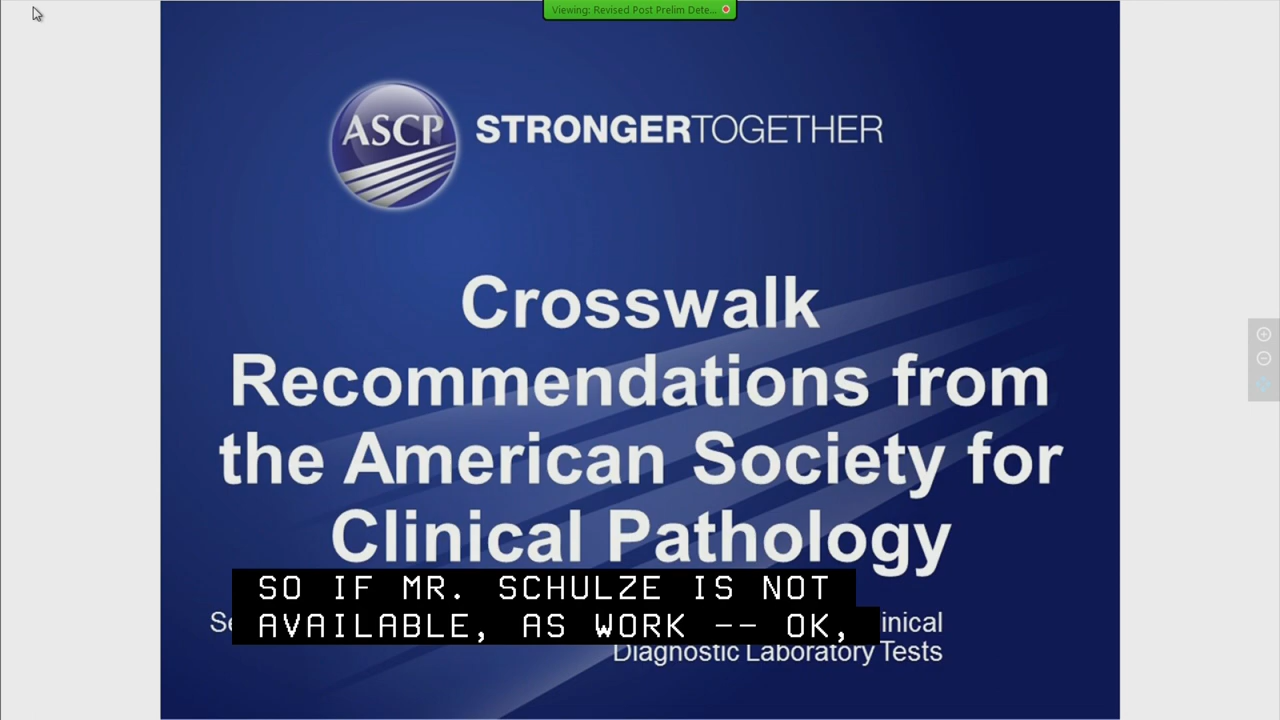 Viewing: Revised Post Prelim Dete...
ASCP STRONGERTOGETHER
Crosswalk
Recommendations from
the American Society for
Clinical Pathology
SO IF MR. SCHULZE IS NOT
AVAILABLE, AS WORK -- OK,
Diagnostic Laboratory Tests